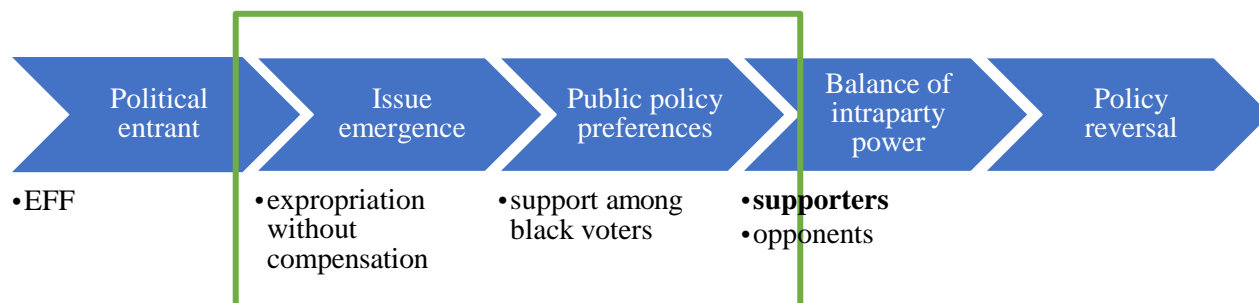 Political
entrant
Issue
emergence
Public policy
preferences
Balance of
intraparty
power
Policy
reversal
•EFF
•expropriation
without
compensation
•support among
black voters
•supporters
•opponents